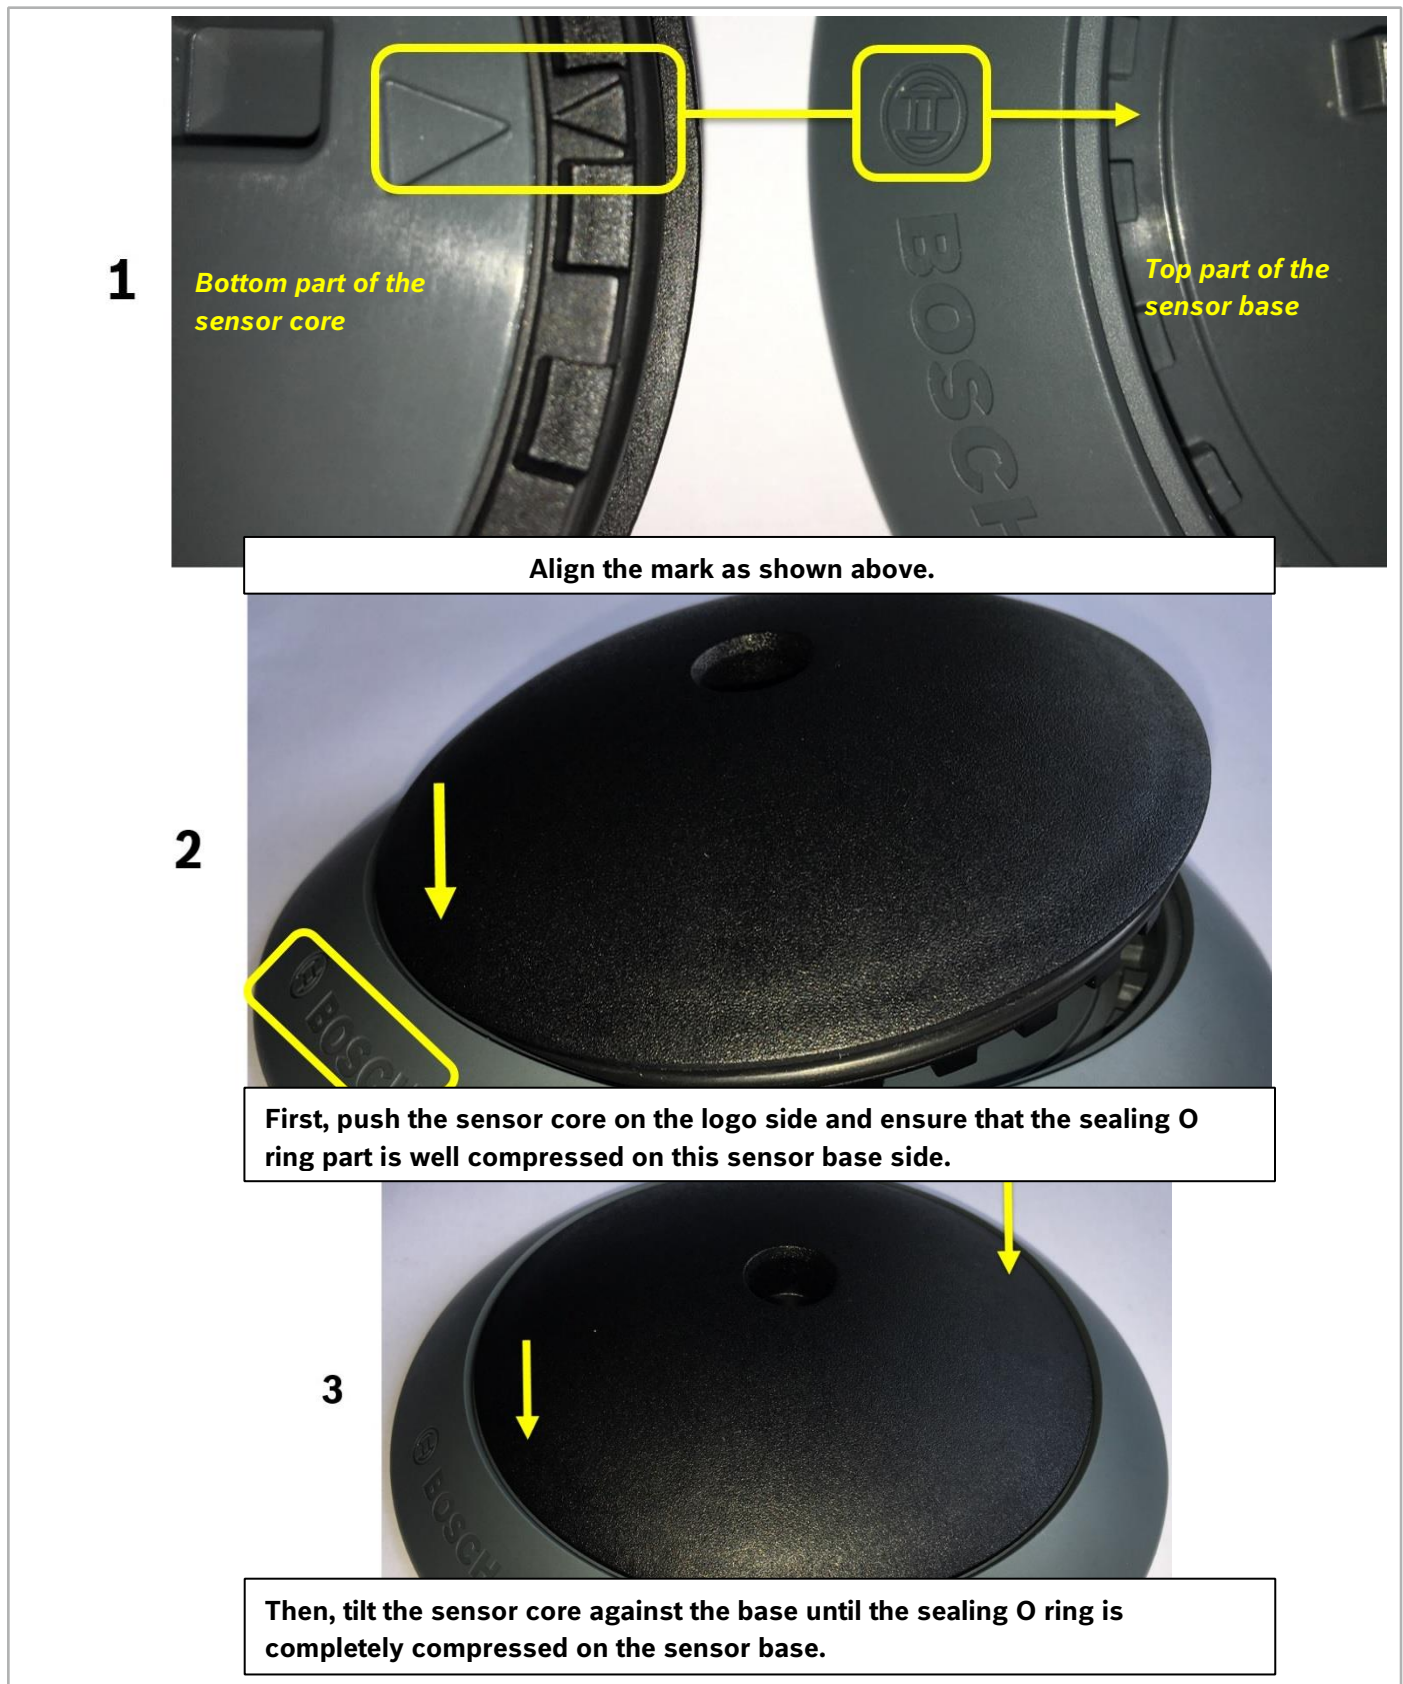 1
Bottom part of the
sensor core
BOSCH
Top part of the
sensor base
Align the mark as shown above.
2
BOSCH
First, push the sensor core on the logo side and ensure that the sealing O
ring part is well compressed on this sensor base side.
3
BOSCH
Then, tilt the sensor core against the base until the sealing O ring is
completely compressed on the sensor base.